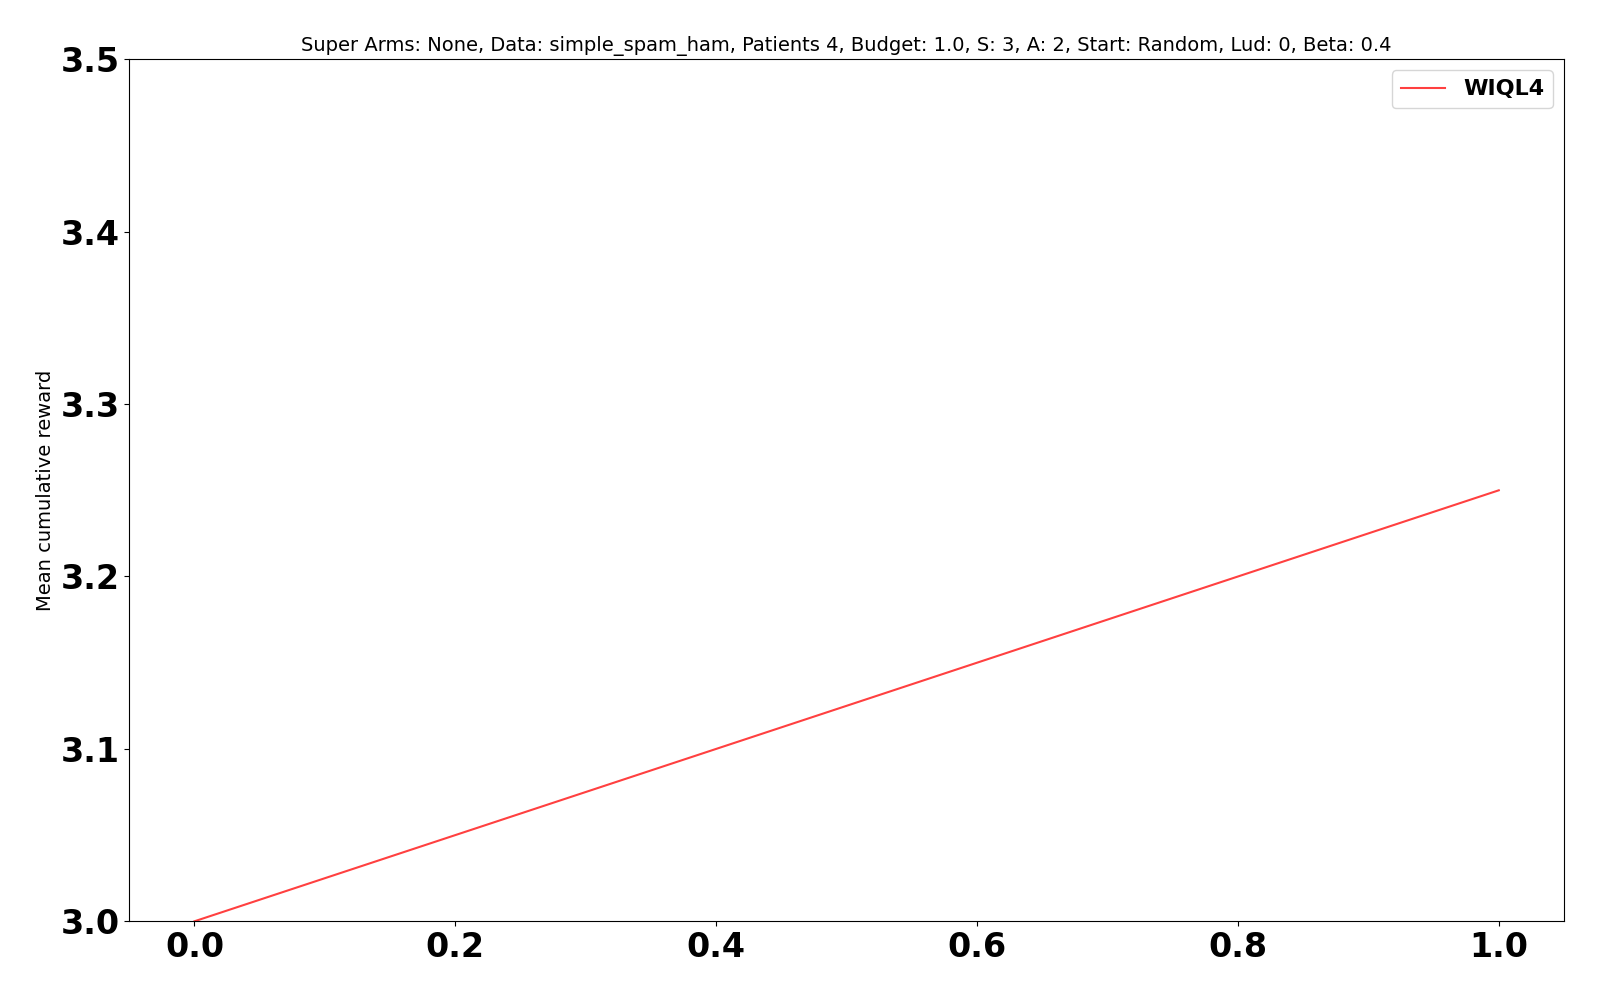 Super Arms: None, Data: simple_spam_ham, Patients 4, Budget: 1.0, S: 3, A: 2, Start: Random, Lud: 0, Beta: 0.4
WIQL4
Mean cumulative reward
3.5
3.4
3.3
3.2
3.1
3.0
0.0 0.2 0.4 0.6 0.8 1.0